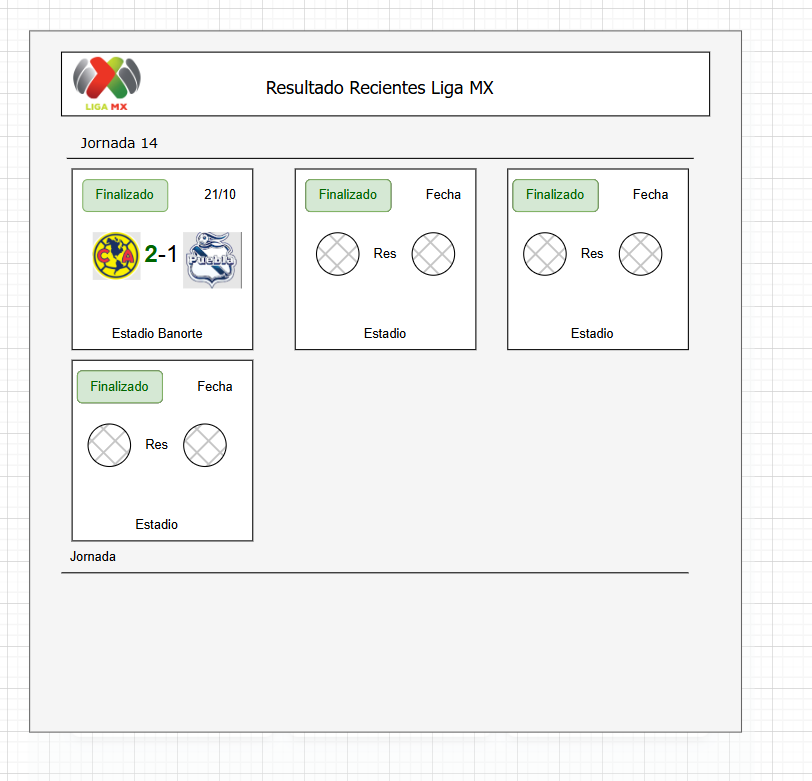 LIGA MX
Resultado Recientes Liga MX
Jornada 14
Finalizado 21/10
CA 2-1 Puebla
Estadio Banorte
Finalizado Fecha
Res
Estadio
Finalizado Fecha
Res
Estadio
Finalizado Fecha
Res
Estadio
Jornada